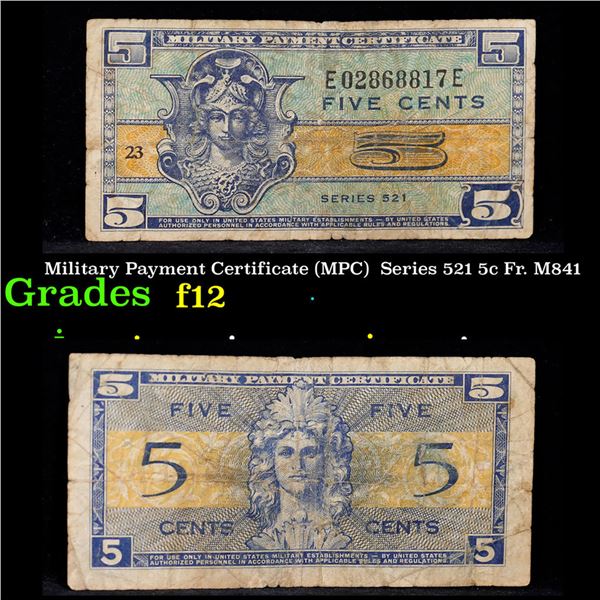 5 MILITARY PAYMENT CERTIFICATE 5
E02868817E
FIVE CENTS
23
5
SERIES 521
5 5
FOR USE ONLY IN UNITED STATES MILITARY ESTABLISHMENTS — BY UNITED STATES
AUTHORIZED PERSONNEL IN ACCORDANCE WITH APPLICABLE RULES AND REGULATIONS.
Military Payment Certificate (MPC) Series 521 5c Fr. M841
Grades f12
5 MILITARY PAYMENT CERTIFICATE 5
FIVE FIVE
5 5
CENTS CENTS
5 5
FOR USE ONLY IN UNITED STATES MILITARY ESTABLISHMENTS — BY UNITED STATES
AUTHORIZED PERSONNEL IN ACCORDANCE WITH APPLICABLE RULES AND REGULATIONS.